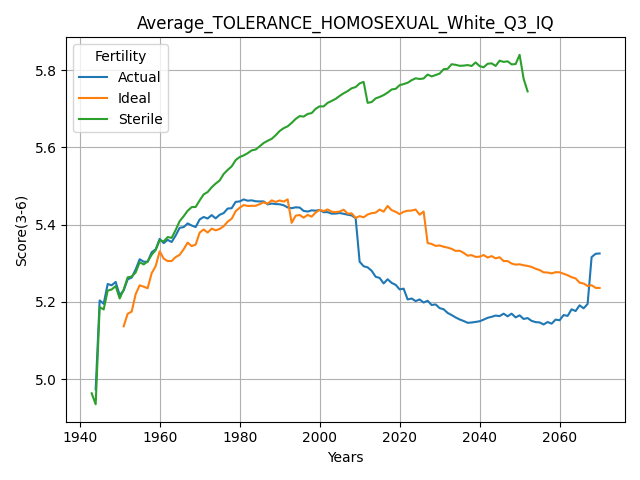 Average_TOLERANCE_HOMOSEXUAL_White_Q3_IQ
Fertility
Actual
Ideal
Sterile
Score(3-6)
5.8
5.6
5.4
5.2
5.0
1940 1960 1980 2000 2020 2040 2060
Years